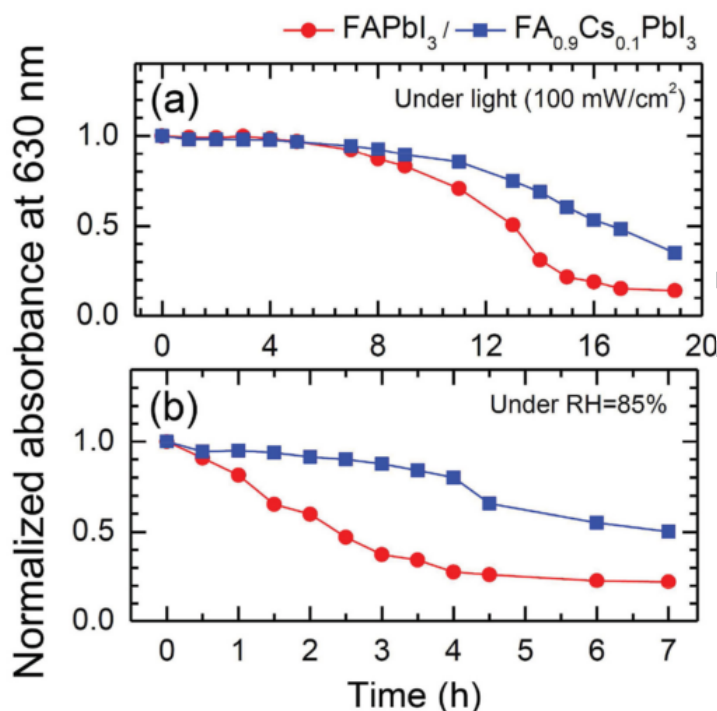 FAPbI₃ / FA₀.₉Cs₀.₁PbI₃
Normalized absorbance at 630 nm
(a)
Under light (100 mW/cm²)
1.0
0.5
0.0
0 4 8 12 16 20
(b)
Under RH=85%
1.0
0.5
0.0
0 1 2 3 4 5 6 7
Time (h)